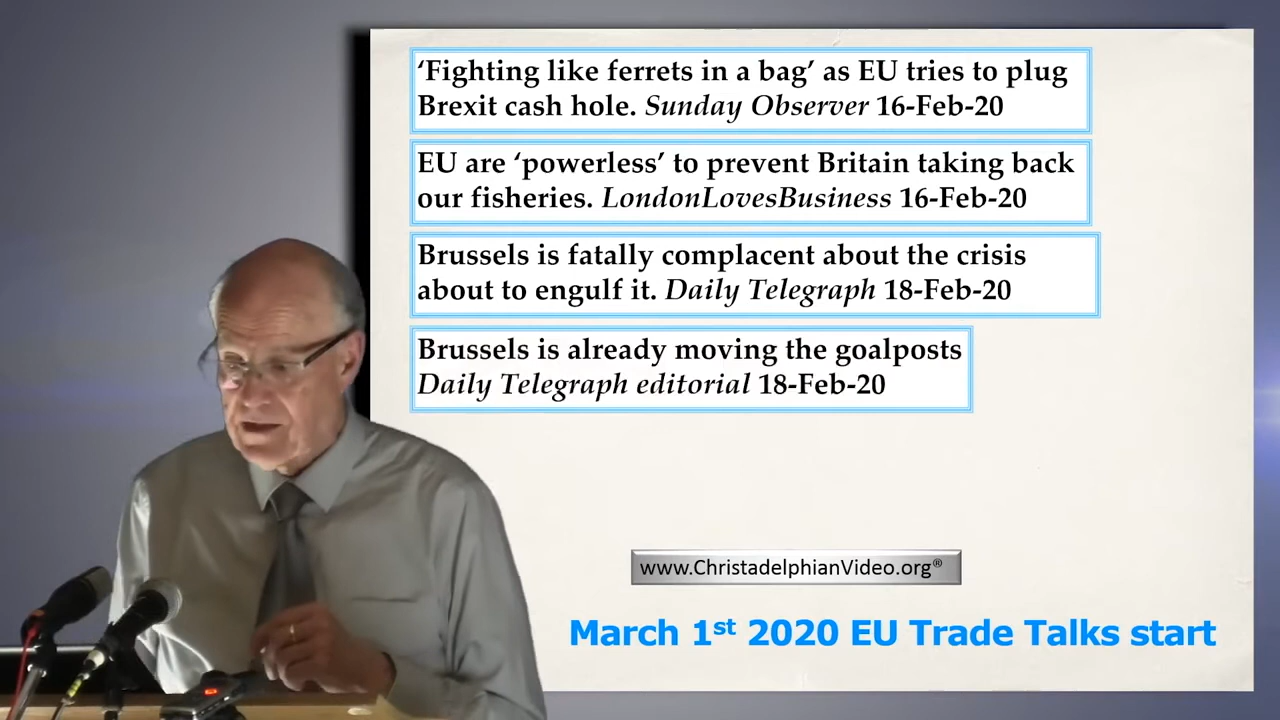 ‘Fighting like ferrets in a bag’ as EU tries to plug
Brexit cash hole. Sunday Observer 16-Feb-20
EU are ‘powerless’ to prevent Britain taking back
our fisheries. LondonLovesBusiness 16-Feb-20
Brussels is fatally complacent about the crisis
about to engulf it. Daily Telegraph 18-Feb-20
Brussels is already moving the goalposts
Daily Telegraph editorial 18-Feb-20
www.ChristadelphianVideo.org®
March 1st 2020 EU Trade Talks start